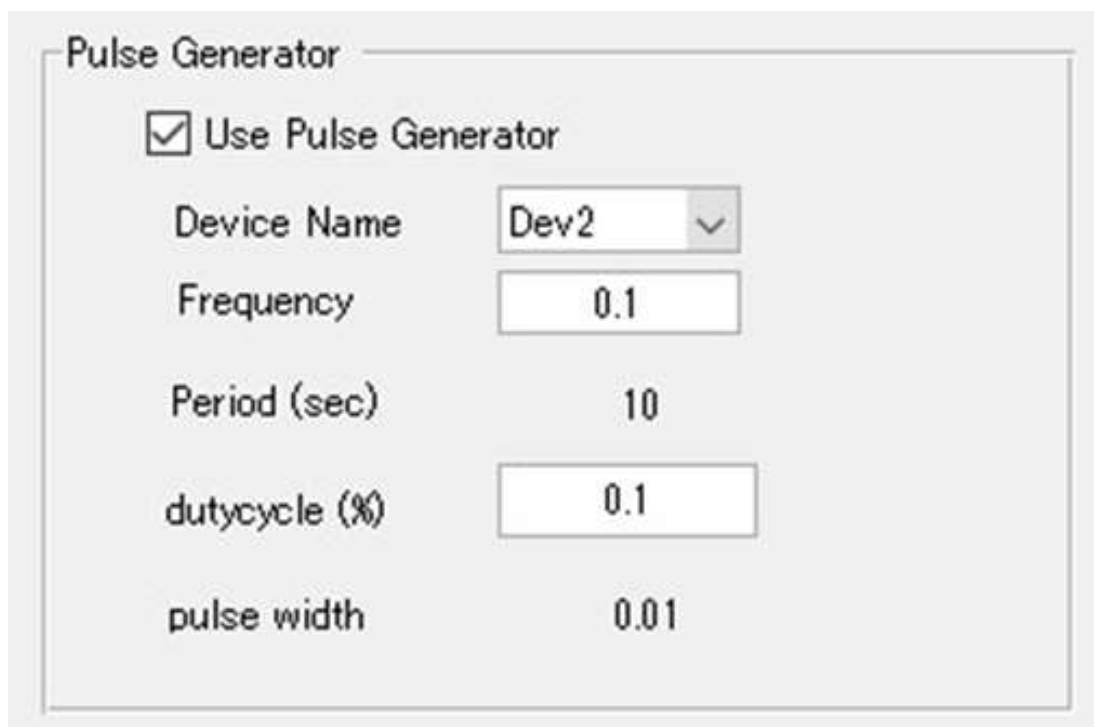 Pulse Generator
Use Pulse Generator
Device Name Dev2
Frequency 0.1
Period (sec) 10
dutycycle (%) 0.1
pulse width 0.01